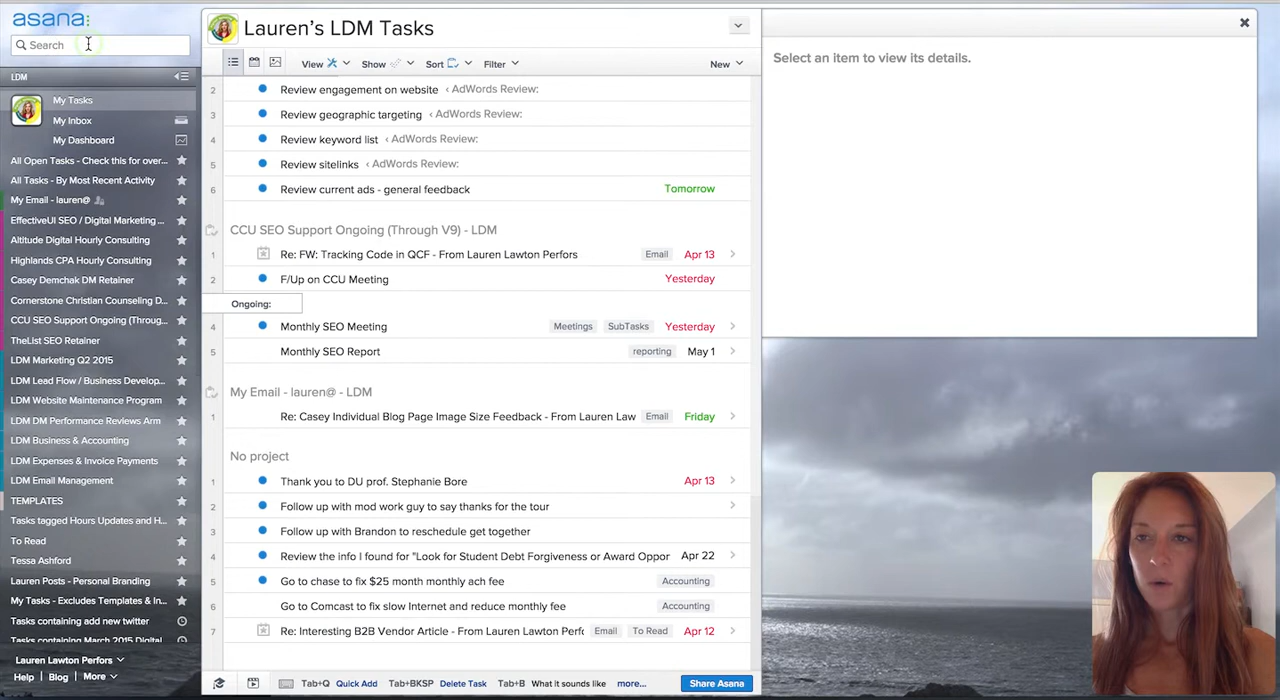 asana:
Search
LDM
My Tasks
My Inbox
My Dashboard
All Open Tasks - Check this for over...
All Tasks - By Most Recent Activity
My Email - lauren@
EffectiveUI SEO / Digital Marketing ...
Altitude Digital Hourly Consulting
Highlands CPA Hourly Consulting
Casey Demchak DM Retainer
Cornerstone Christian Counseling D...
CCU SEO Support Ongoing (Throug...
TheList SEO Retainer
LDM Marketing Q2 2015
LDM Lead Flow / Business Develop...
LDM Website Maintenance Program
LDM DM Performance Reviews Arm
LDM Business & Accounting
LDM Expenses & Invoice Payments
LDM Email Management
TEMPLATES
Tasks tagged Hours Updates and H...
To Read
Tessa Ashford
Lauren Posts - Personal Branding
My Tasks - Excludes Templates & In...
Tasks containing add new twitter
Tasks containing March 2015 Digital
Lauren Lawton Perfors
Help | Blog | More
Lauren's LDM Tasks
View Show Sort Filter New
2 Review engagement on website ‹ AdWords Review:
3 Review geographic targeting ‹ AdWords Review:
4 Review keyword list ‹ AdWords Review:
5 Review sitelinks ‹ AdWords Review:
6 Review current ads - general feedback Tomorrow
CCU SEO Support Ongoing (Through V9) - LDM
1 Re: FW: Tracking Code in QCF - From Lauren Lawton Perfors Email Apr 13
2 F/Up on CCU Meeting Yesterday
Ongoing:
4 Monthly SEO Meeting Meetings SubTasks Yesterday
5 Monthly SEO Report reporting May 1
My Email - lauren@ - LDM
1 Re: Casey Individual Blog Page Image Size Feedback - From Lauren Law Email Friday
No project
1 Thank you to DU prof. Stephanie Bore Apr 13
2 Follow up with mod work guy to say thanks for the tour
3 Follow up with Brandon to reschedule get together
4 Review the info I found for "Look for Student Debt Forgiveness or Award Oppor Apr 22
5 Go to chase to fix $25 month monthly ach fee Accounting
6 Go to Comcast to fix slow Internet and reduce monthly fee Accounting
7 Re: Interesting B2B Vendor Article - From Lauren Lawton Perfc Email To Read Apr 12
Tab+Q Quick Add Tab+BKSP Delete Task Tab+B What it sounds like more... Share Asana
Select an item to view its details.